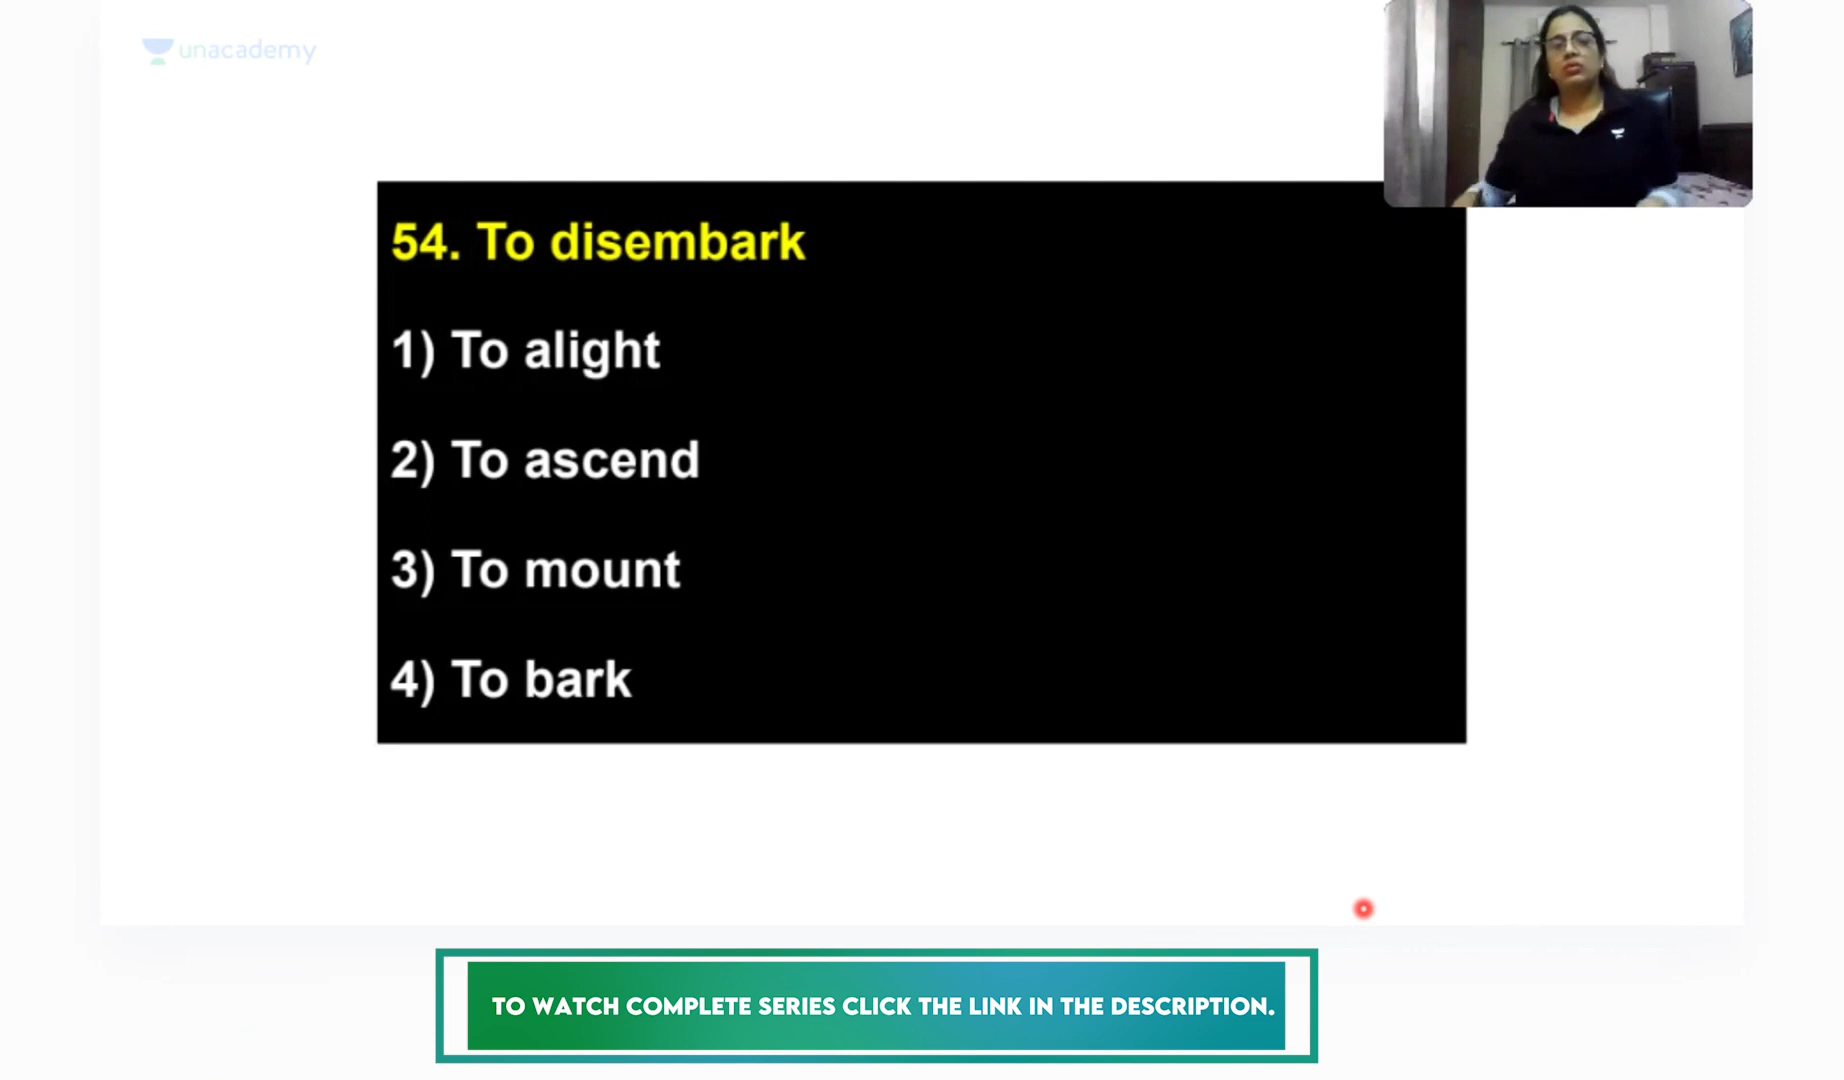 unacademy
54. To disembark
1) To alight
2) To ascend
3) To mount
4) To bark
TO WATCH COMPLETE SERIES CLICK THE LINK IN THE DESCRIPTION.